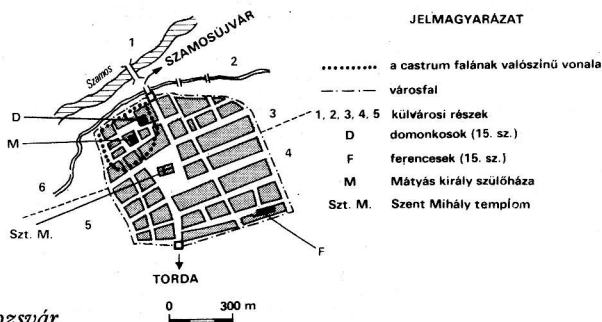 JELMAGYARÁZAT
a castrum falának valószínű vonala
városfal
1, 2, 3, 4, 5 külvárosi részek
D domonkosok (15. sz.)
F ferencesek (15. sz.)
M Mátyás király szülőháza
Szt. M. Szent Mihály templom
1
SZAMOSÚJVÁR
Szamos
2
D
3
M
4
6
5
Szt. M.
F
TORDA
0 300 m